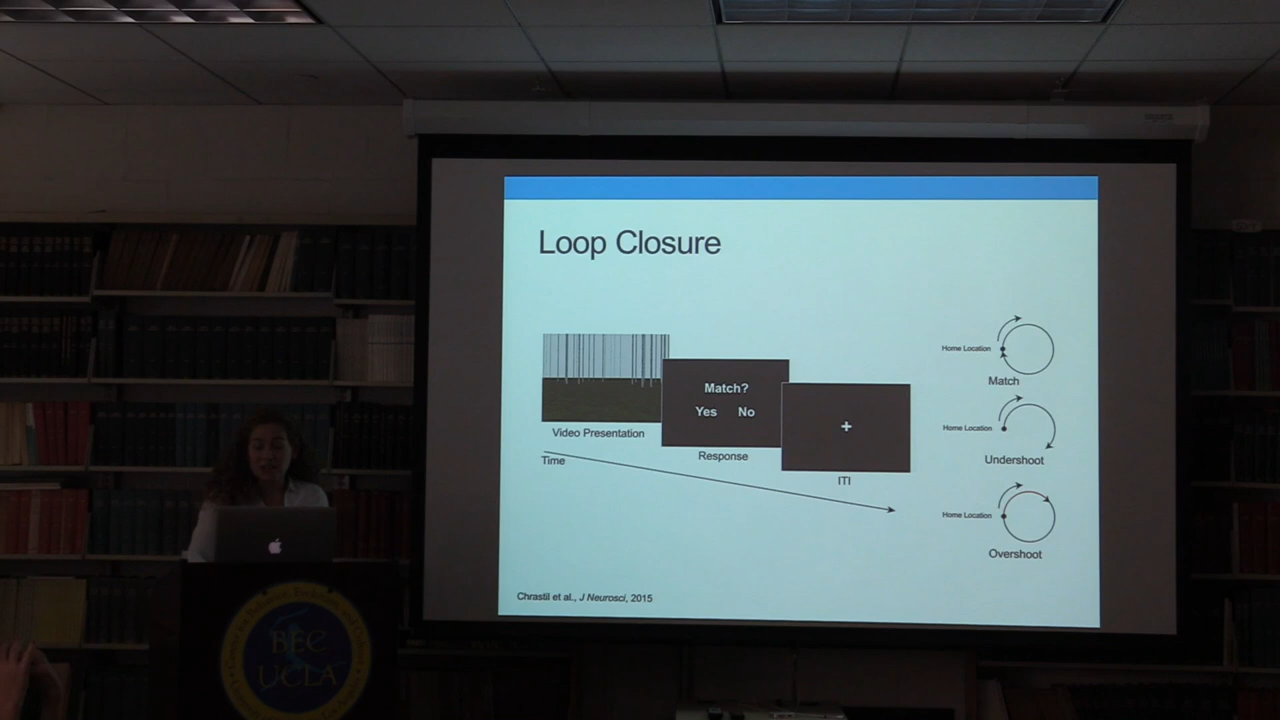 Loop Closure
Match?
Yes No
+
Video Presentation
Response
ITI
Time
Home Location
Match
Home Location
Undershoot
Home Location
Overshoot
Chrastil et al., J Neurosci, 2015
BEC
UCLA